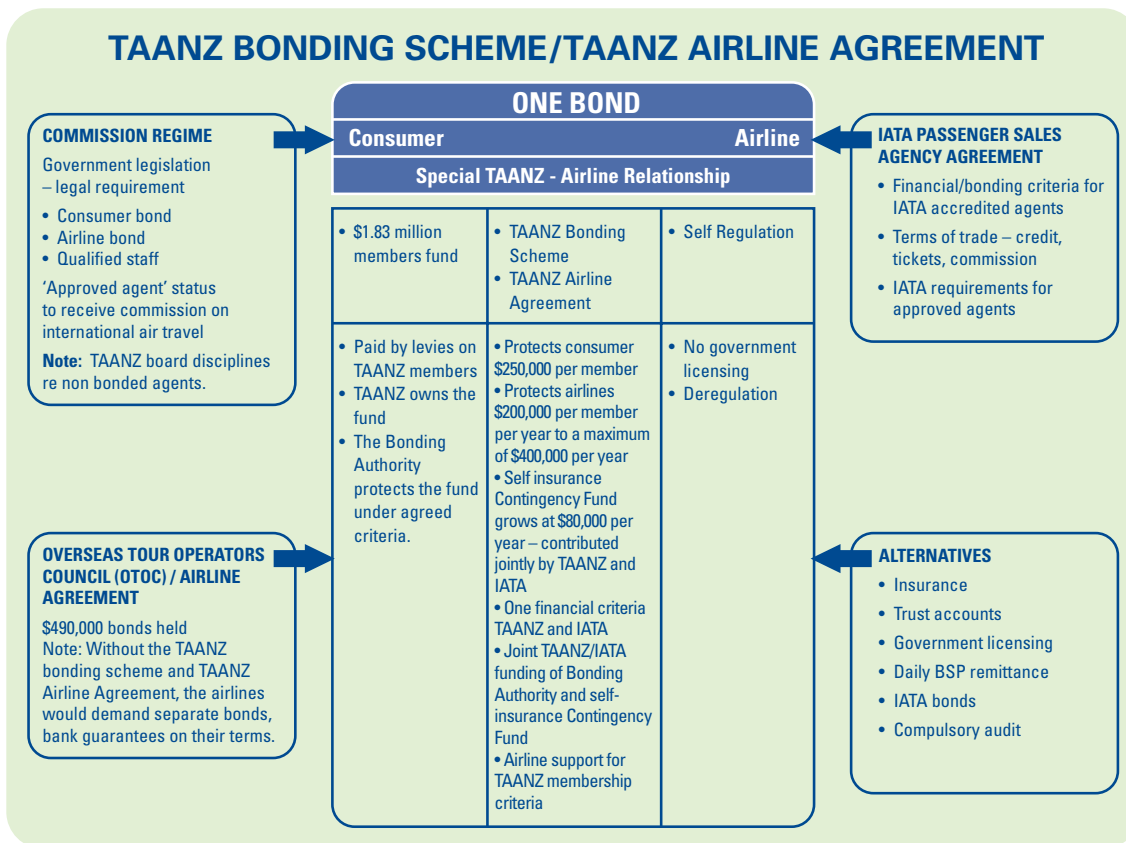 TAANZ BONDING SCHEME/TAANZ AIRLINE AGREEMENT
COMMISSION REGIME
Government legislation
– legal requirement
• Consumer bond
• Airline bond
• Qualified staff
‘Approved agent’ status
to receive commission on
international air travel
Note: TAANZ board disciplines
re non bonded agents.
OVERSEAS TOUR OPERATORS
COUNCIL (OTOC) / AIRLINE
AGREEMENT
$490,000 bonds held
Note: Without the TAANZ
bonding scheme and TAANZ
Airline Agreement, the airlines
would demand separate bonds,
bank guarantees on their terms.
ONE BOND
Consumer Airline
Special TAANZ - Airline Relationship
• $1.83 million
members fund
• TAANZ Bonding
Scheme
• TAANZ Airline
Agreement
• Self Regulation
• Paid by levies on
TAANZ members
• TAANZ owns the
fund
• The Bonding
Authority
protects the fund
under agreed
criteria.
• Protects consumer
$250,000 per member
• Protects airlines
$200,000 per member
per year to a maximum
of $400,000 per year
• Self insurance
Contingency Fund
grows at $80,000 per
year – contributed
jointly by TAANZ and
IATA
• One financial criteria
TAANZ and IATA
• Joint TAANZ/IATA
funding of Bonding
Authority and self-
insurance Contingency
Fund
• Airline support for
TAANZ membership
criteria
• No government
licensing
• Deregulation
IATA PASSENGER SALES
AGENCY AGREEMENT
• Financial/bonding criteria for
IATA accredited agents
• Terms of trade – credit,
tickets, commission
• IATA requirements for
approved agents
ALTERNATIVES
• Insurance
• Trust accounts
• Government licensing
• Daily BSP remittance
• IATA bonds
• Compulsory audit